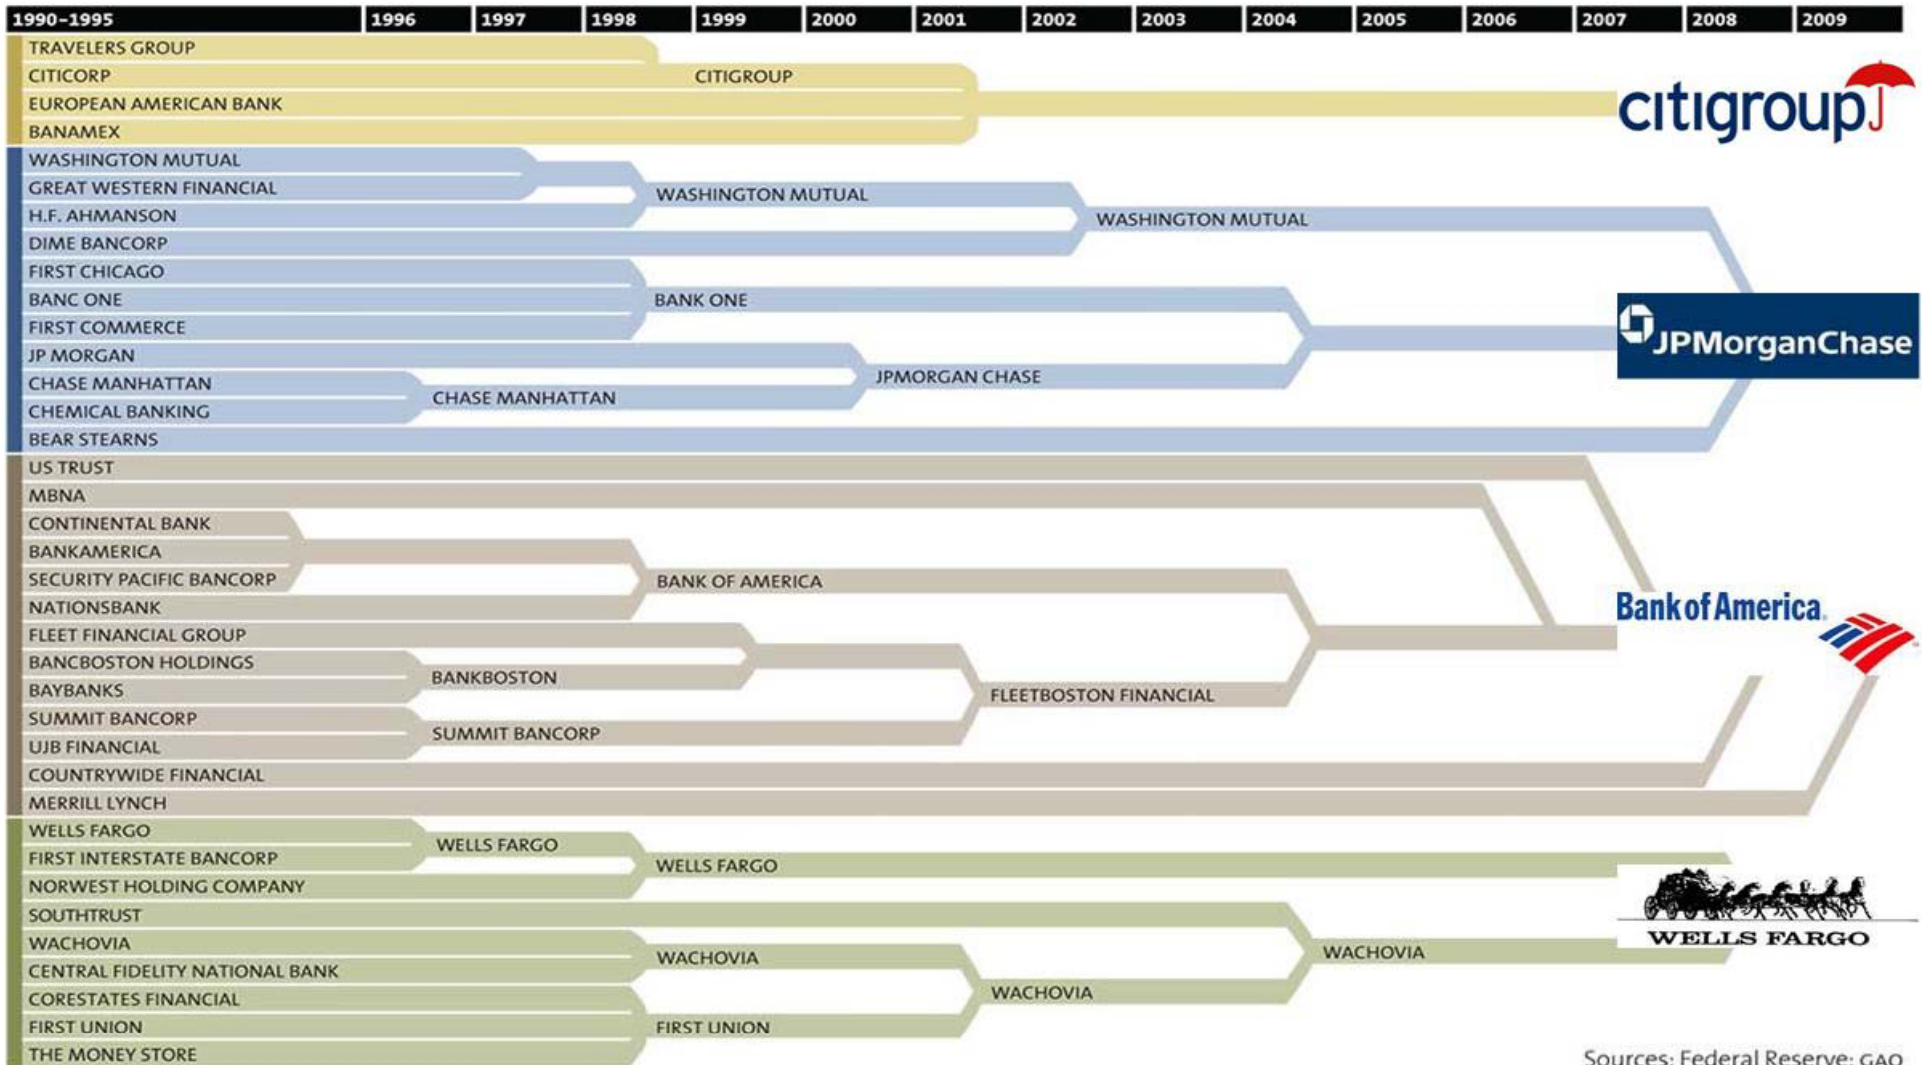 1990-1995 1996 1997 1998 1999 2000 2001 2002 2003 2004 2005 2006 2007 2008 2009
TRAVELERS GROUP
CITICORP CITIGROUP
EUROPEAN AMERICAN BANK
citigroup
BANAMEX
WASHINGTON MUTUAL
GREAT WESTERN FINANCIAL
WASHINGTON MUTUAL
H.F. AHMANSON
WASHINGTON MUTUAL
DIME BANCORP
FIRST CHICAGO
BANC ONE BANK ONE
FIRST COMMERCE
JPMorganChase
JP MORGAN
JPMORGAN CHASE
CHASE MANHATTAN
CHASE MANHATTAN
CHEMICAL BANKING
BEAR STEARNS
US TRUST
MBNA
CONTINENTAL BANK
BANKAMERICA
SECURITY PACIFIC BANCORP BANK OF AMERICA
NATIONSBANK
Bank of America
FLEET FINANCIAL GROUP
BANCBOSTON HOLDINGS
BANKBOSTON
BAYBANKS
FLEETBOSTON FINANCIAL
SUMMIT BANCORP
SUMMIT BANCORP
UJB FINANCIAL
COUNTRYWIDE FINANCIAL
MERRILL LYNCH
WELLS FARGO
WELLS FARGO
FIRST INTERSTATE BANCORP
WELLS FARGO
NORWEST HOLDING COMPANY
SOUTHTRUST
WELLS FARGO
WACHOVIA
WACHOVIA
WACHOVIA
CENTRAL FIDELITY NATIONAL BANK
WACHOVIA
CORESTATES FINANCIAL
FIRST UNION FIRST UNION
THE MONEY STORE
Sources: Federal Reserve; GAO